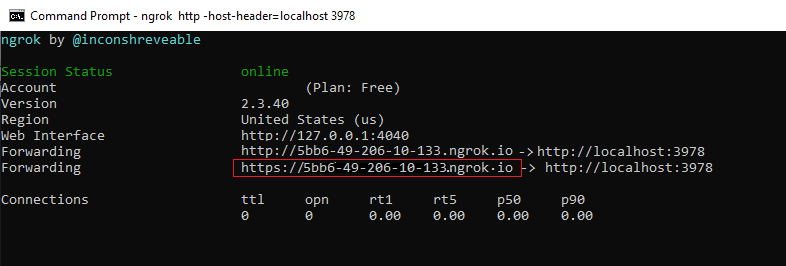 Command Prompt - ngrok http -host-header=localhost 3978
ngrok by @inconshreveable
Session Status online
Account (Plan: Free)
Version 2.3.40
Region United States (us)
Web Interface http://127.0.0.1:4040
Forwarding http://5bb6-49-206-10-133.ngrok.io -> http://localhost:3978
Forwarding https://5bb6-49-206-10-133.ngrok.io -> http://localhost:3978
Connections ttl opn rt1 rt5 p50 p90
0 0 0.00 0.00 0.00 0.00